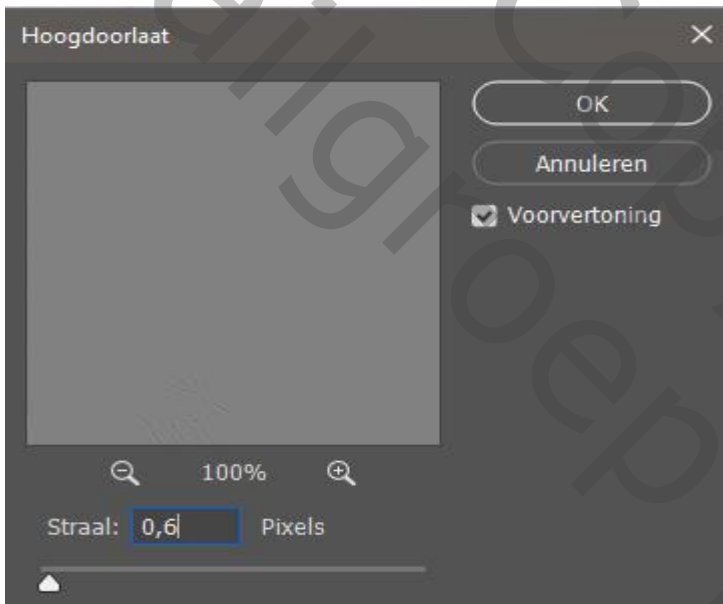 Hoogdoorlaat
OK
Annuleren
Voorvertoning
100%
Straal: 0,6 Pixels